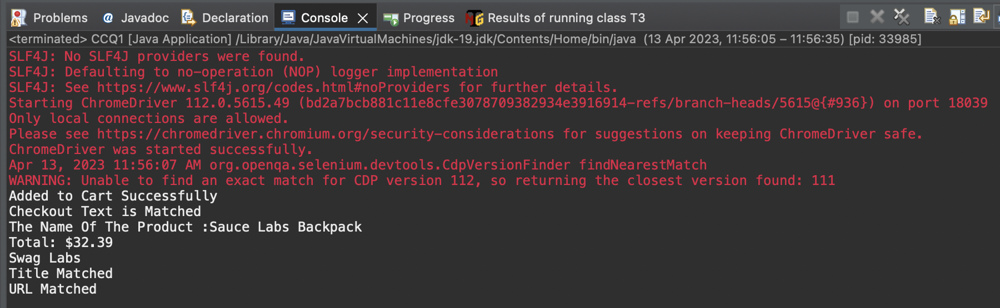 Problems Javadoc Declaration Console Progress Results of running class T3
<terminated> CCQ1 [Java Application] /Library/Java/JavaVirtualMachines/jdk-19.jdk/Contents/Home/bin/java (13 Apr 2023, 11:56:05 – 11:56:35) [pid: 33985]
SLF4J: No SLF4J providers were found.
SLF4J: Defaulting to no-operation (NOP) logger implementation
SLF4J: See https://www.slf4j.org/codes.html#noProviders for further details.
Starting ChromeDriver 112.0.5615.49 (bd2a7bcb881c11e8cfe3078709382934e3916914-refs/branch-heads/5615@{#936}) on port 18039
Only local connections are allowed.
Please see https://chromedriver.chromium.org/security-considerations for suggestions on keeping ChromeDriver safe.
ChromeDriver was started successfully.
Apr 13, 2023 11:56:07 AM org.openqa.selenium.devtools.CdpVersionFinder findNearestMatch
WARNING: Unable to find an exact match for CDP version 112, so returning the closest version found: 111
Added to Cart Successfully
Checkout Text is Matched
The Name Of The Product :Sauce Labs Backpack
Total: $32.39
Swag Labs
Title Matched
URL Matched